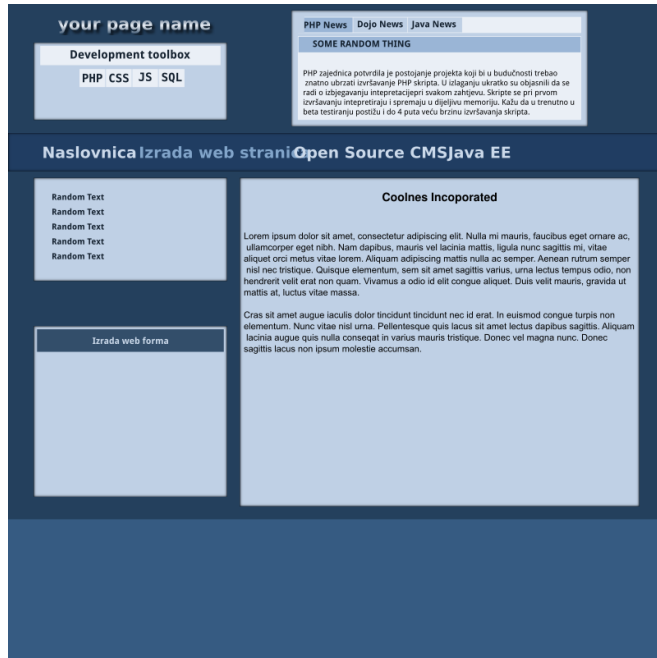 your page name
Development toolbox
PHP CSS JS SQL
PHP News Dojo News Java News
SOME RANDOM THING
PHP zajednica potvrdila je postojanje projekta koji bi u budućnosti trebao
znatno ubrzati izvršavanje PHP skripta. U izlaganju ukratko su objasnili da se
radi o izbjegavanju intepretacijepri svakom zahtjevu. Skripte se pri prvom
izvršavanju intepretiraju i spremaju u dijeljivu memoriju. Kažu da u trenutno u
beta testiranju postižu i do 4 puta veću brzinu izvršavanja skripta.
Naslovnica Izrada web stranica Open Source CMS Java EE
Random Text
Random Text
Random Text
Random Text
Random Text
Izrada web forma
Coolnes Incoporated
Lorem ipsum dolor sit amet, consectetur adipiscing elit. Nulla mi mauris, faucibus eget ornare ac,
ullamcorper eget nibh. Nam dapibus, mauris vel lacinia mattis, ligula nunc sagittis mi, vitae
aliquet orci metus vitae lorem. Aliquam adipiscing mattis nulla ac semper. Aenean rutrum semper
nisl nec tristique. Quisque elementum, sem sit amet sagittis varius, urna lectus tempus odio, non
hendrerit velit erat non quam. Vivamus a odio id elit congue aliquet. Duis velit mauris, gravida ut
mattis at, luctus vitae massa.
Cras sit amet augue iaculis dolor tincidunt tincidunt nec id erat. In euismod congue turpis non
elementum. Nunc vitae nisl urna. Pellentesque quis lacus sit amet lectus dapibus sagittis. Aliquam
lacinia augue quis nulla conseqat in varius mauris tristique. Donec vel magna nunc. Donec
sagittis lacus non ipsum molestie accumsan.